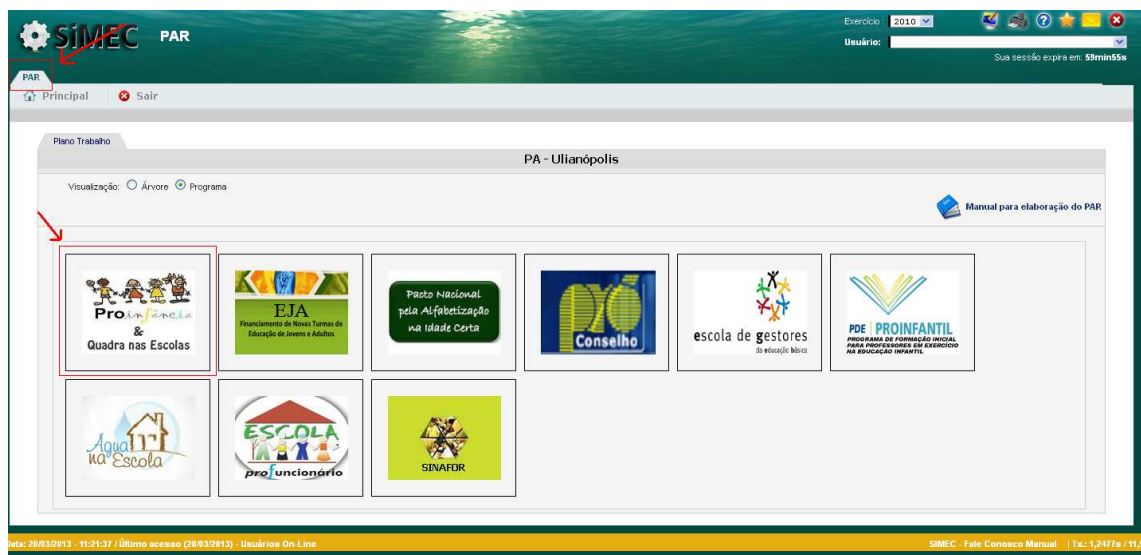 SiMEC PAR
Exercício : 2010
Usuário:
Sua sessão expira em: 59min55s
PAR
Principal Sair
Plano Trabalho
PA - Ulianópolis
Visualização: Árvore Programa
Manual para elaboração do PAR
Proinfância
&
Quadra nas Escolas
EJA
Financiamento de Novas Turmas de
Educação de Jovens e Adultos
Pacto Nacional
pela Alfabetização
na Idade Certa
Conselho
escola de gestores
da educação básica
PDE PROINFANTIL
PROGRAMA DE FORMAÇÃO INICIAL
PARA PROFESSORES EM EXERCÍCIO
NA EDUCAÇÃO INFANTIL
Água
na Escola
ESCOLA
profuncionário
SINAFOR
Data: 20/03/2013 - 11:21:37 / Último acesso (20/03/2013) - Usuários On-Line
SIMEC - Fale Conosco Manual | Tx.: 1,2477s / 11,